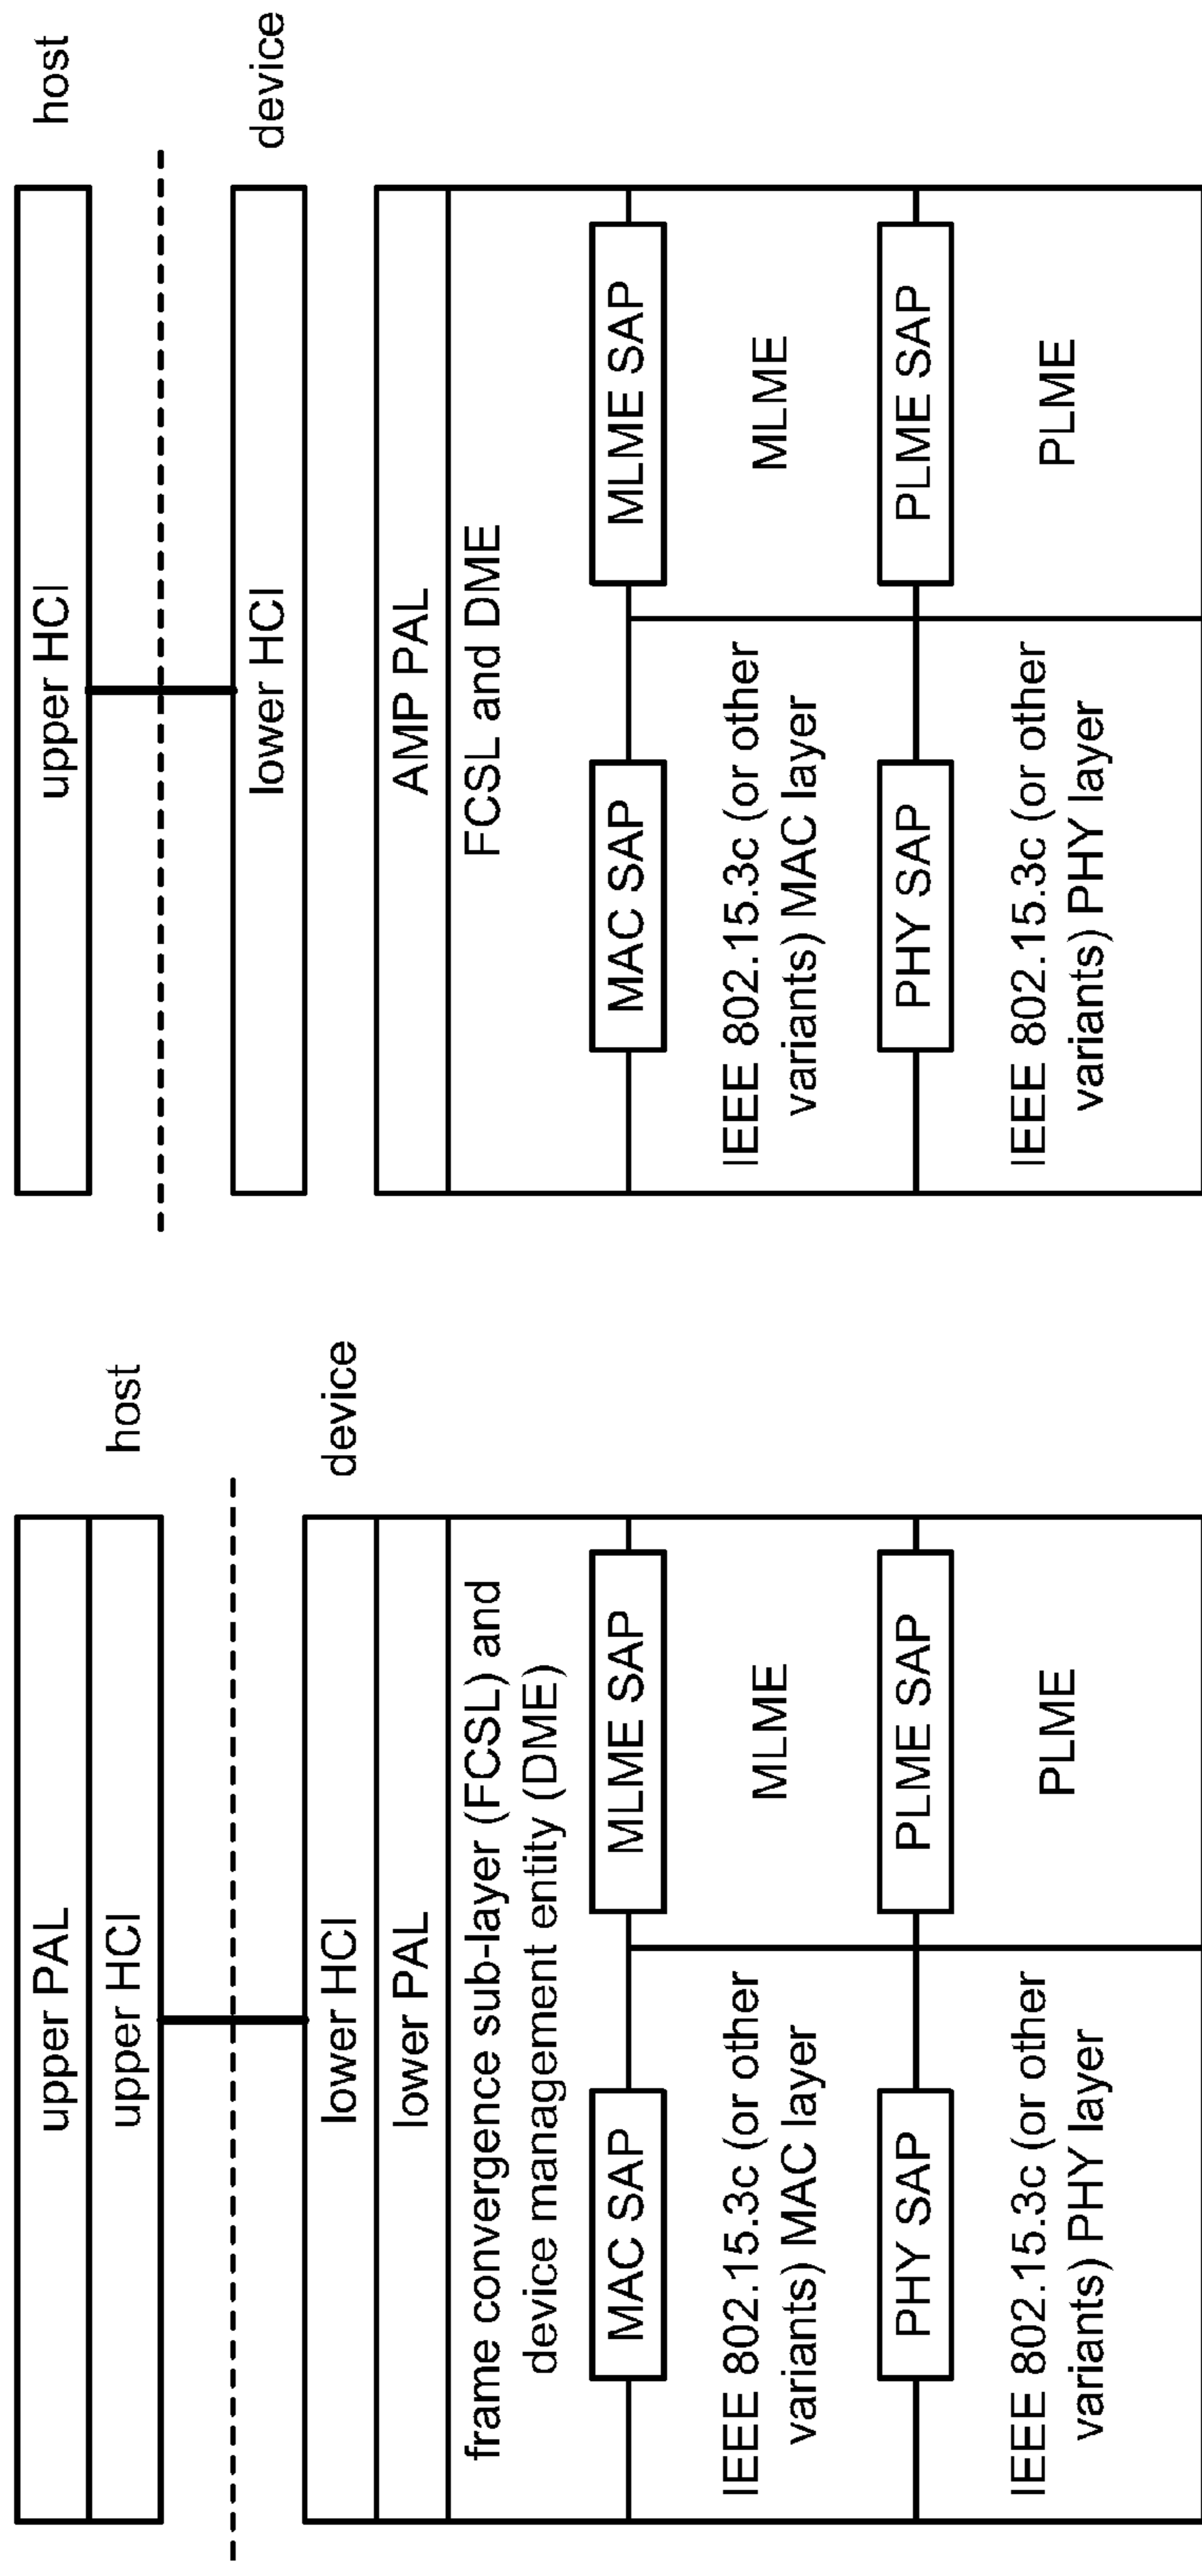 upper PAL
upper HCI
host
device
lower HCI
lower PAL
frame convergence sub-layer (FCSL) and
device management entity (DME)
MAC SAP
MLME SAP
IEEE 802.15.3c (or other
variants) MAC layer
MLME
PHY SAP
PLME SAP
IEEE 802.15.3c (or other
variants) PHY layer
PLME
upper HCI
host
lower HCI
device
AMP PAL
FCSL and DME
MAC SAP
MLME SAP
IEEE 802.15.3c (or other
variants) MAC layer
MLME
PHY SAP
PLME SAP
IEEE 802.15.3c (or other
variants) PHY layer
PLME